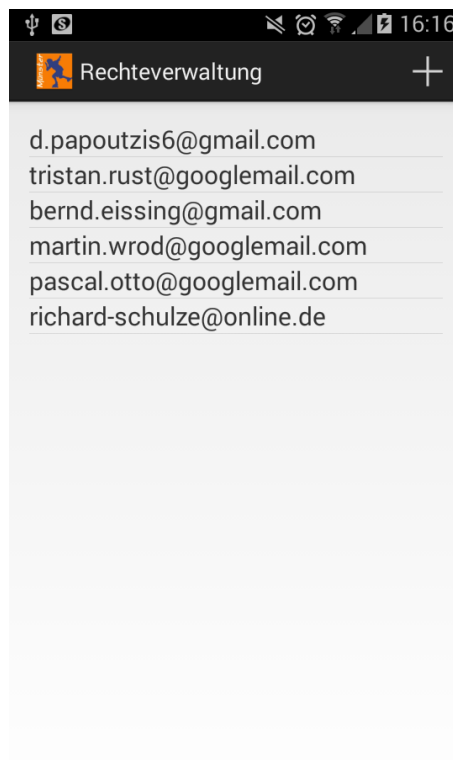 16:16
Rechteverwaltung
d.papoutzis6@gmail.com
tristan.rust@googlemail.com
bernd.eissing@gmail.com
martin.wrod@googlemail.com
pascal.otto@googlemail.com
richard-schulze@online.de